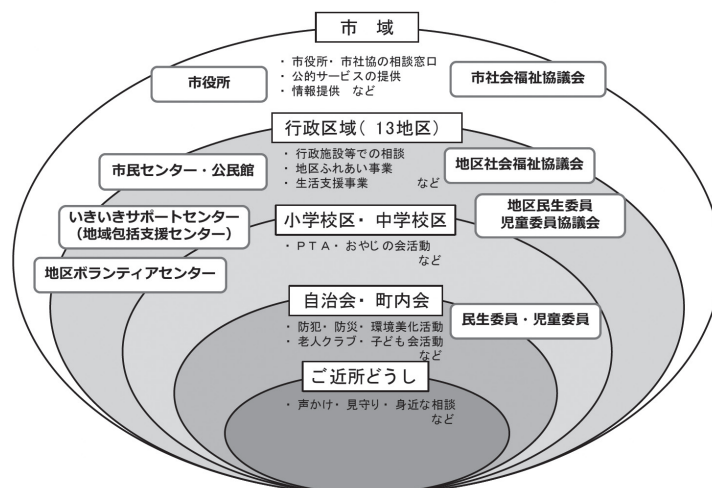 市 域
・ 市役所・ 市社協の相談窓口
・ 公的サービスの提供
・ 情報提供 など
市役所
市社会福祉協議会
行政区域( 13地区)
・ 行政施設等での相談
・ 地区ふれあい事業
・ 生活支援事業 など
市民センター・公民館
地区社会福祉協議会
いきいきサポートセンター
(地域包括支援センター)
地区民生委員
児童委員協議会
小学校区・ 中学校区
・ PTA・ おやじの会活動
など
地区ボランティアセンター
自治会・ 町内会
・ 防犯・ 防災・ 環境美化活動
・ 老人クラブ・ 子ども会活動
など
民生委員・児童委員
ご近所どうし
・ 声かけ・ 見守り・ 身近な相談
など